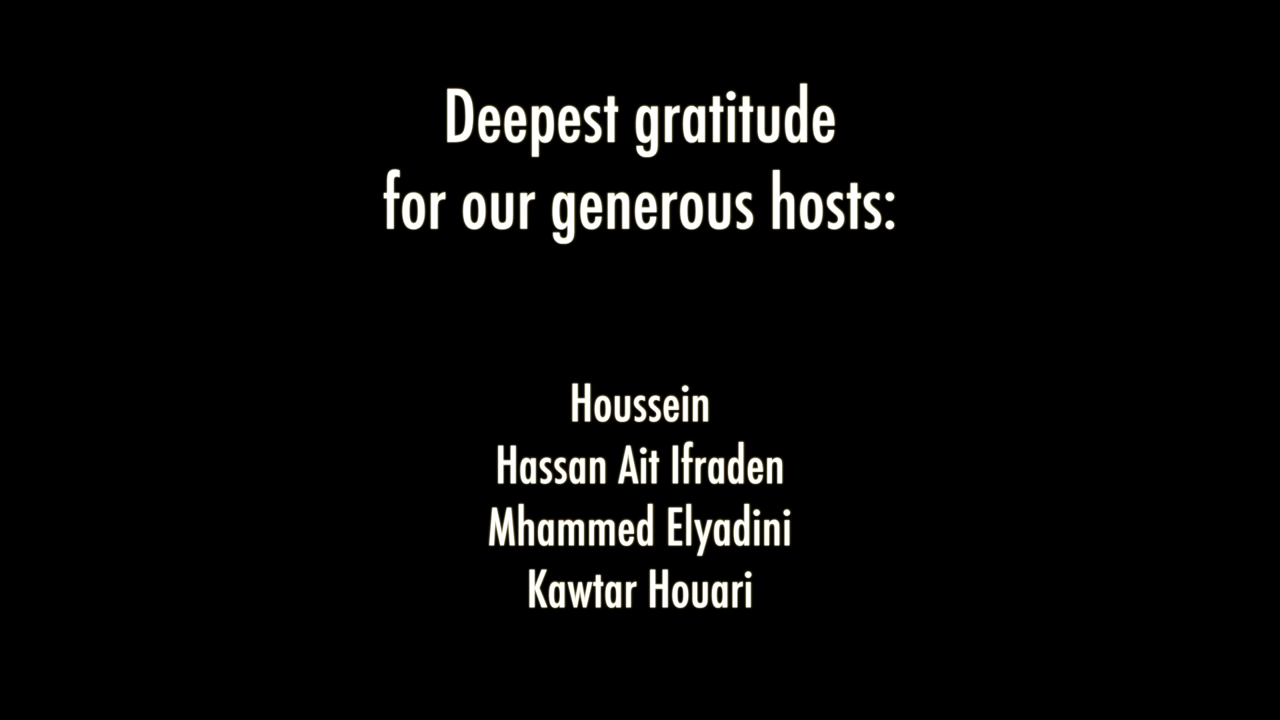 Deepest gratitude
for our generous hosts:
Houssein
Hassan Ait Ifraden
Mhammed Elyadini
Kawtar Houari